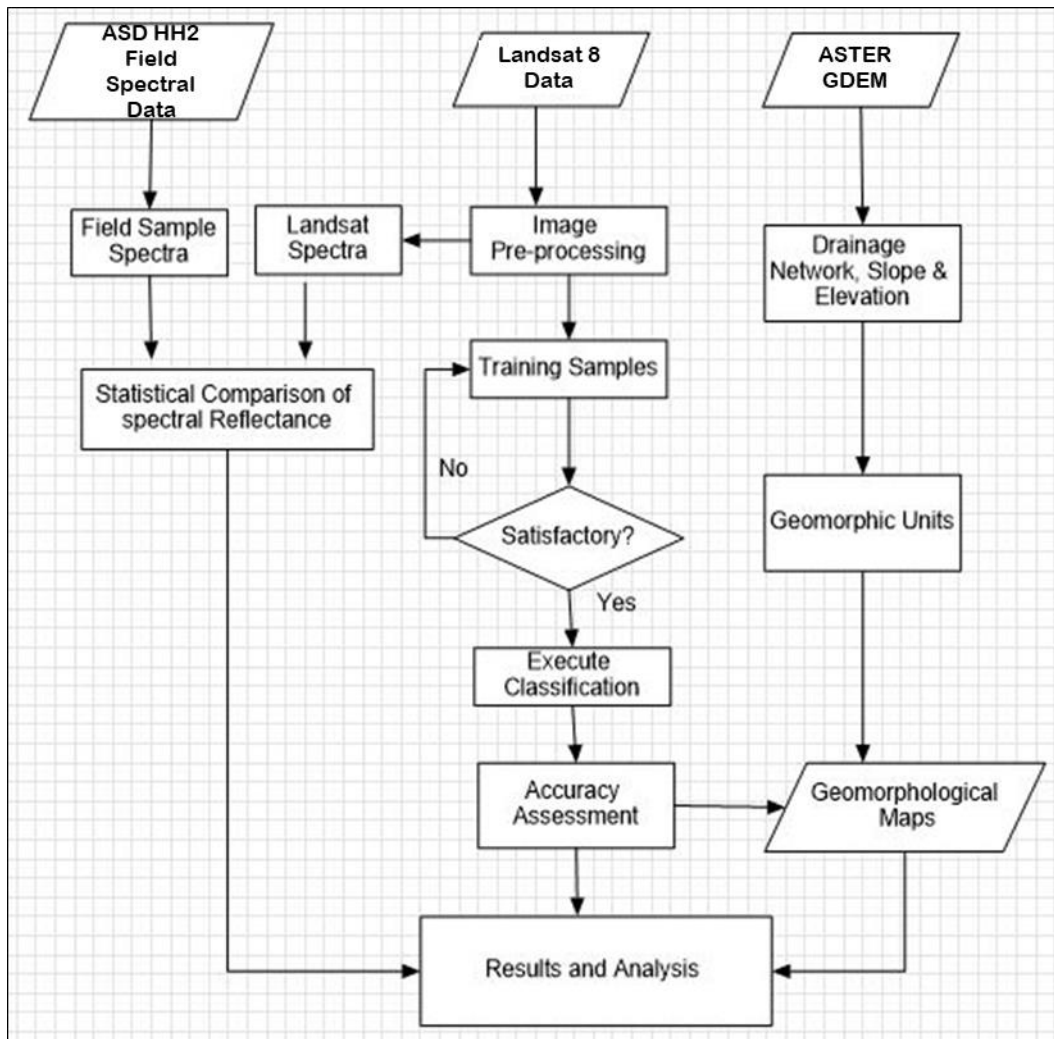 ASD HH2
Field
Spectral
Data
Landsat 8
Data
ASTER
GDEM
Field Sample
Spectra
Landsat
Spectra
Image
Pre-processing
Drainage
Network, Slope &
Elevation
Training Samples
Statistical Comparison of
spectral Reflectance
No
Satisfactory?
Geomorphic Units
Yes
Execute
Classification
Accuracy
Assessment
Geomorphological
Maps
Results and Analysis